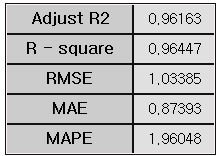 Adjust R2 0,96163
R - square 0,96447
RMSE 1,03385
MAE 0,87393
MAPE 1,96048